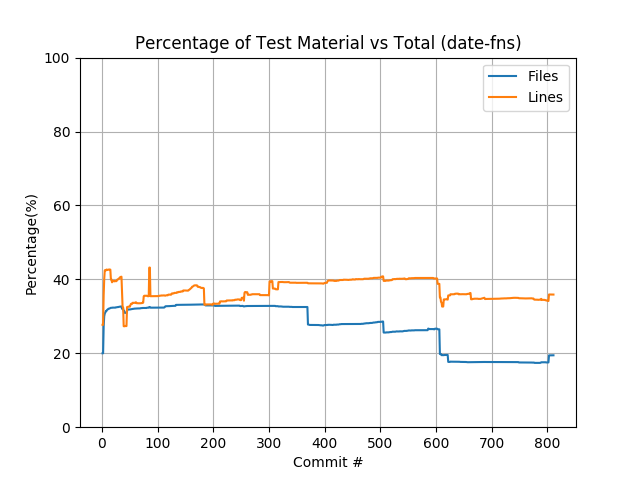 Percentage of Test Material vs Total (date-fns)
Files
Lines
100
80
60
40
20
0
Percentage(%)
0 100 200 300 400 500 600 700 800
Commit #